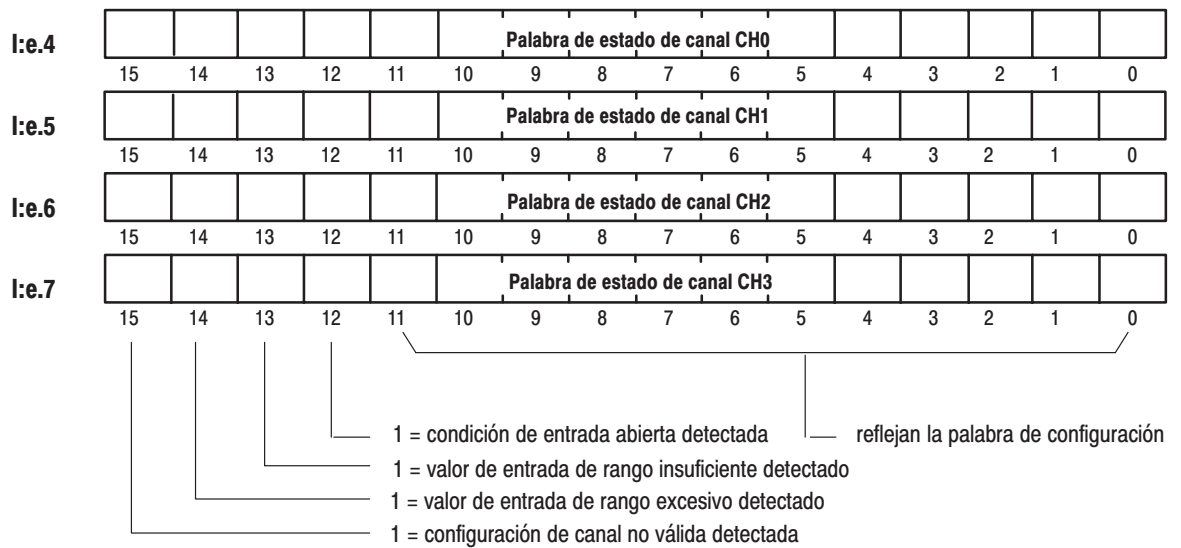 I:e.4 Palabra de estado de canal CH0
15 14 13 12 11 10 9 8 7 6 5 4 3 2 1 0
I:e.5 Palabra de estado de canal CH1
15 14 13 12 11 10 9 8 7 6 5 4 3 2 1 0
I:e.6 Palabra de estado de canal CH2
15 14 13 12 11 10 9 8 7 6 5 4 3 2 1 0
I:e.7 Palabra de estado de canal CH3
15 14 13 12 11 10 9 8 7 6 5 4 3 2 1 0
1 = condición de entrada abierta detectada reflejan la palabra de configuración
1 = valor de entrada de rango insuficiente detectado
1 = valor de entrada de rango excesivo detectado
1 = configuración de canal no válida detectada